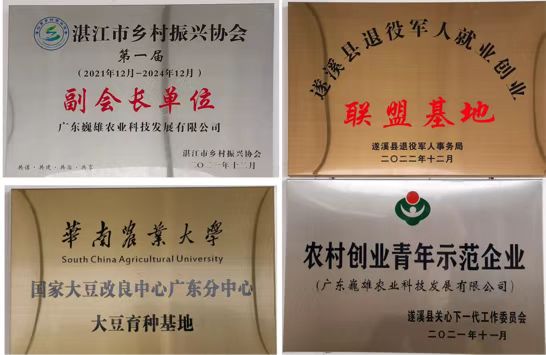 湛江市乡村振兴协会
第一届
（2021年12月-2024年12月）
副会长单位
广东巍雄农业科技发展有限公司
湛江市乡村振兴协会
二〇二一年十二月
共谋·共建·共治·共享
遂溪县退役军人就业创业
联盟基地
遂溪县退役军人事务局
二〇二二年十二月
華南農業大學
South China Agricultural University
国家大豆改良中心广东分中心
大豆育种基地
农村创业青年示范企业
（广东巍雄农业科技发展有限公司）
遂溪县关心下一代工作委员会
二〇二一年十一月